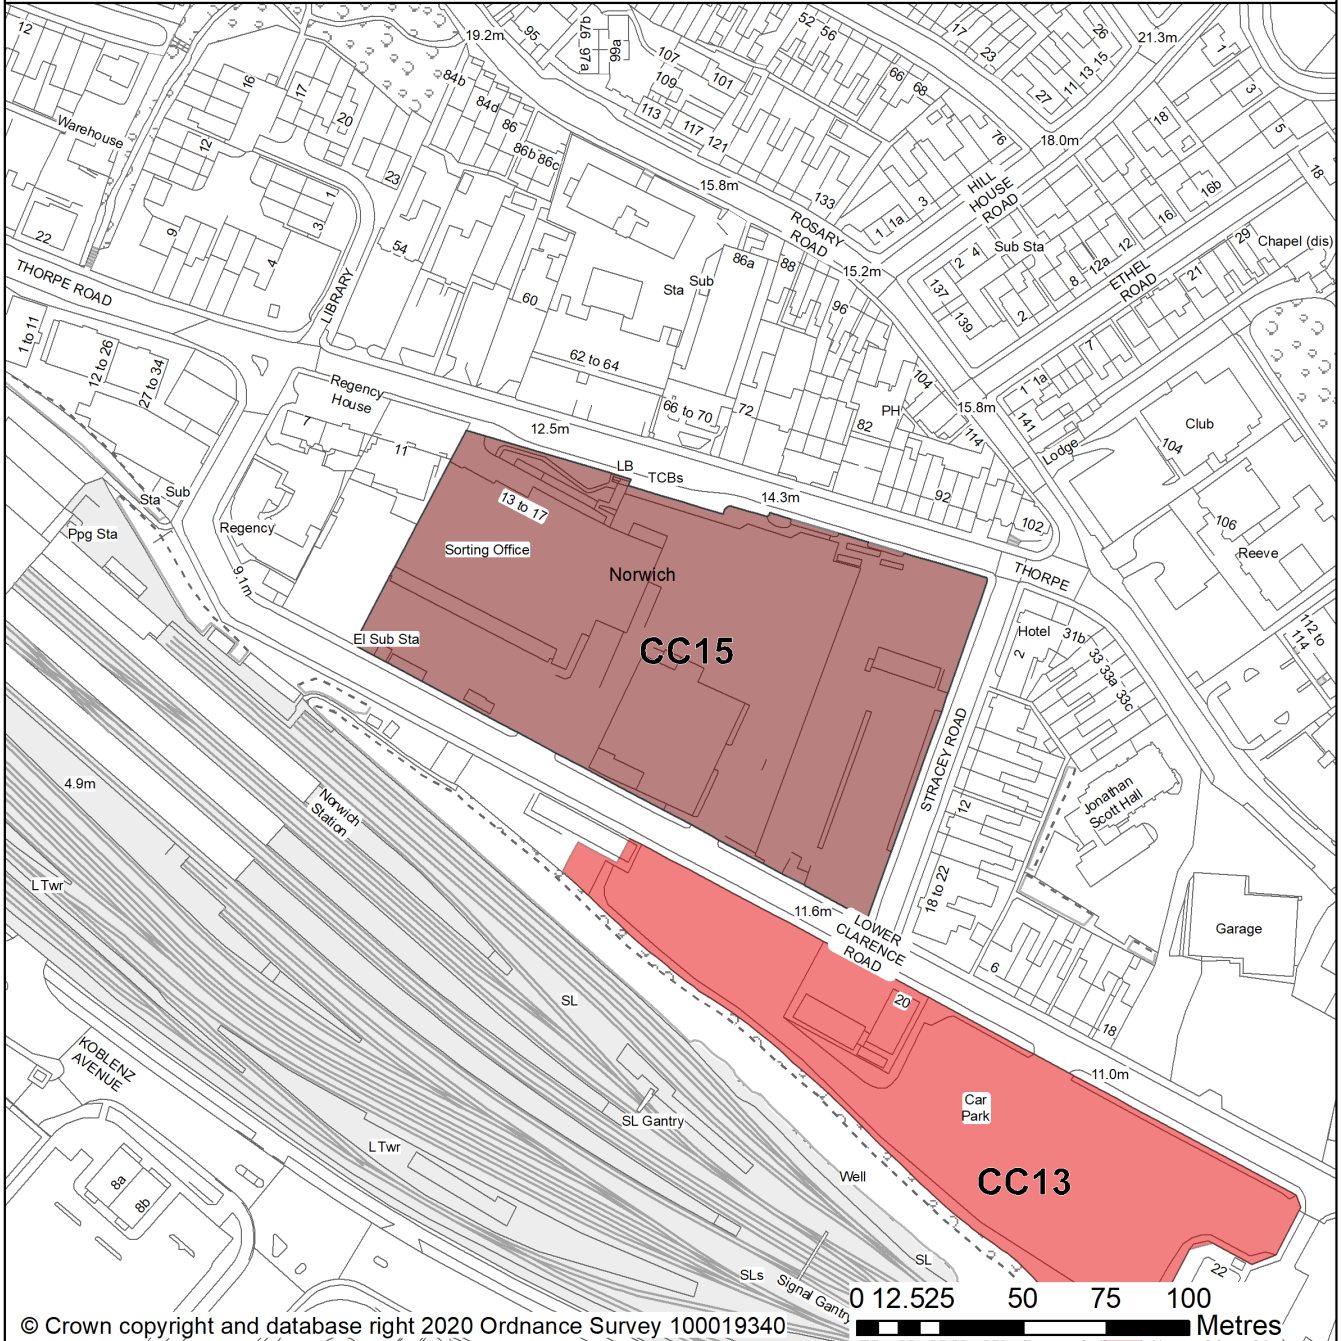 12
19.2m
95
97b
97a
99a
52
56
17
23
26
21.3m
1
3
5
18
16
17
84b
107
109
101
66
68
27
11
13
15
18
Warehouse
12
20
84d
86
86b
86c
113
117
121
76
18.0m
23
1
3
15.8m
133
1
1a
3
HILL
HOUSE
ROAD
16
16b
22
9
4
54
ROSARY
ROAD
Sub Sta
12
29
Chapel (dis)
THORPE ROAD
LIBRARY
60
Sub
Sta
86a
88
15.2m
2
4
8
12a
ETHEL
ROAD
21
137
139
2
96
7
1 to 11
12 to 26
27 to 34
62 to 64
Regency
House
104
1
1a
PH
15.8m
141
66 to 70
72
82
114
Club
104
7
11
12.5m
Lodge
LB
TCBs
14.3m
92
102
Sub
Sta
13 to 17
Regency
106
Reeve
Ppg Sta
Sorting Office
Norwich
THORPE
9.1m
El Sub Sta
CC15
Hotel
2
31b
33
33a
33c
112 to
114
STRACEY ROAD
4.9m
Norwich
Station
12
Jonathan
Scott Hall
L Twr
18 to 22
11.6m
LOWER
CLARENCE
ROAD
Garage
6
SL
20
18
KOBLENZ
AVENUE
11.0m
Car
Park
SL Gantry
L Twr
8a
8b
Well
CC13
SL
SLs
Signal Gantry
22
0 12.5 25 50 75 100
Metres
© Crown copyright and database right 2020 Ordnance Survey 100019340